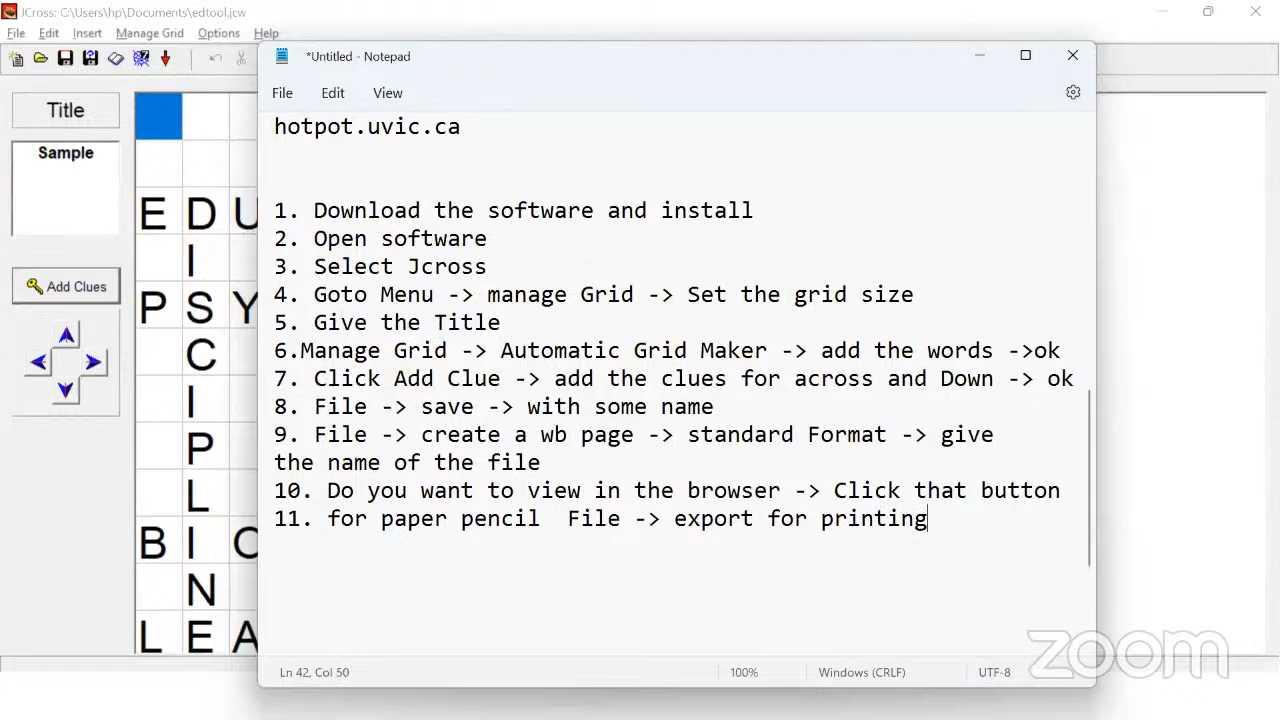 JCross: C:\Users\hp\Documents\edtool.jcw
File Edit Insert Manage Grid Options Help
*Untitled - Notepad
File Edit View
Title
Sample
Add Clues
E D U
I
P S Y
C
I
P
L
B I O
N
L E A
hotpot.uvic.ca
1. Download the software and install
2. Open software
3. Select Jcross
4. Goto Menu -> manage Grid -> Set the grid size
5. Give the Title
6.Manage Grid -> Automatic Grid Maker -> add the words ->ok
7. Click Add Clue -> add the clues for across and Down -> ok
8. File -> save -> with some name
9. File -> create a wb page -> standard Format -> give
the name of the file
10. Do you want to view in the browser -> Click that button
11. for paper pencil  File -> export for printing
Ln 42, Col 50
100%
Windows (CRLF)
UTF-8
zoom